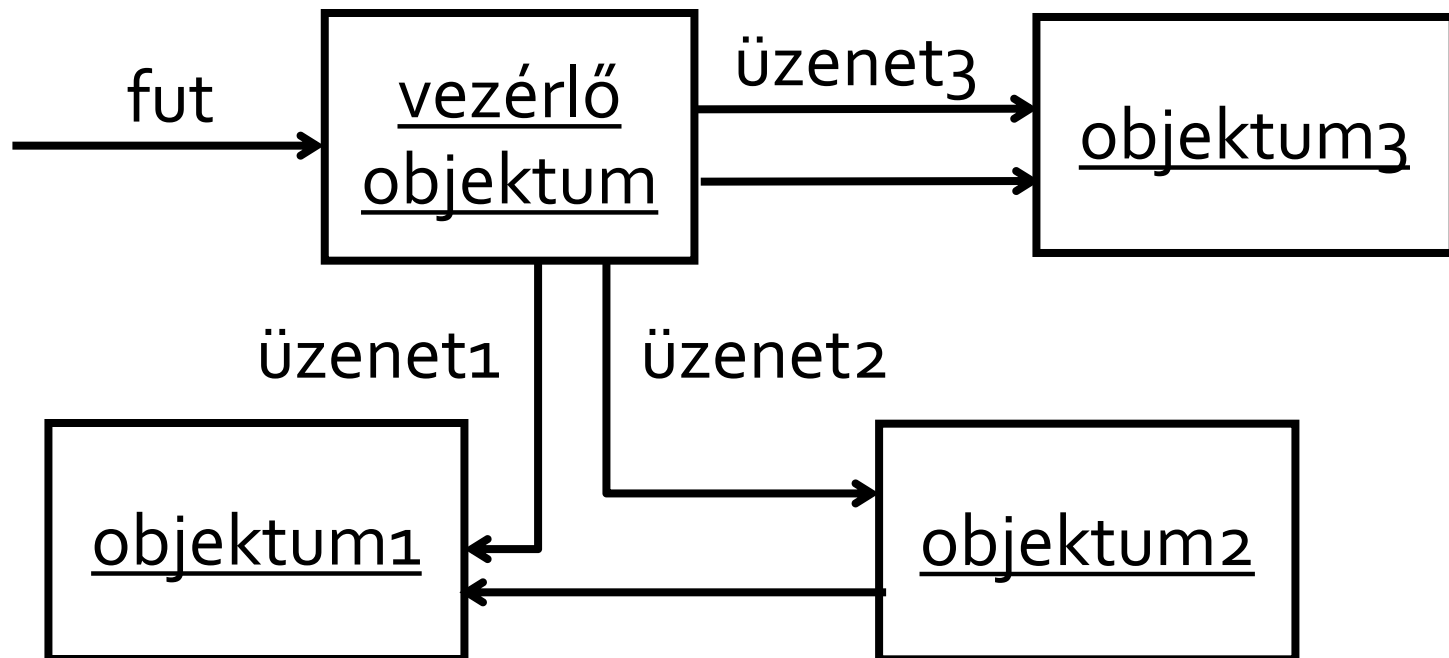 fut
vezérlő
objektum
üzenet3
objektum3
üzenet1
üzenet2
objektum1
objektum2